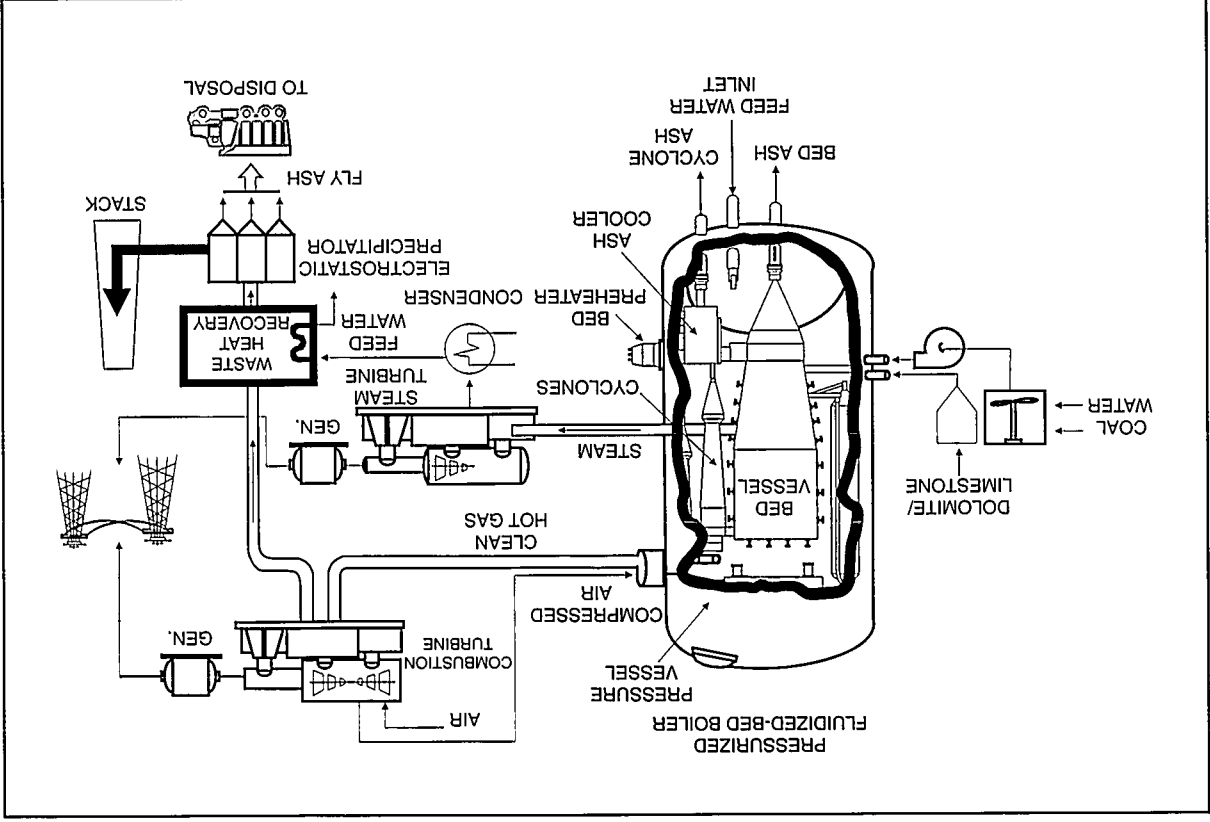 PRESSURIZED
FLUIDIZED-BED BOILER
PRESSURE
VESSEL
AIR
COMBUSTION
TURBINE
GEN.
COMPRESSED
AIR
CLEAN
HOT GAS
DOLOMITE/
LIMESTONE
BED
VESSEL
COAL
WATER
STEAM
GEN.
CYCLONES
STEAM
TURBINE
FEED
WATER
WASTE
HEAT
RECOVERY
BED
PREHEATER
CONDENSER
ELECTROSTATIC
PRECIPITATOR
STACK
ASH
COOLER
FLY ASH
BED ASH
CYCLONE
ASH
FEED WATER
INLET
TO DISPOSAL